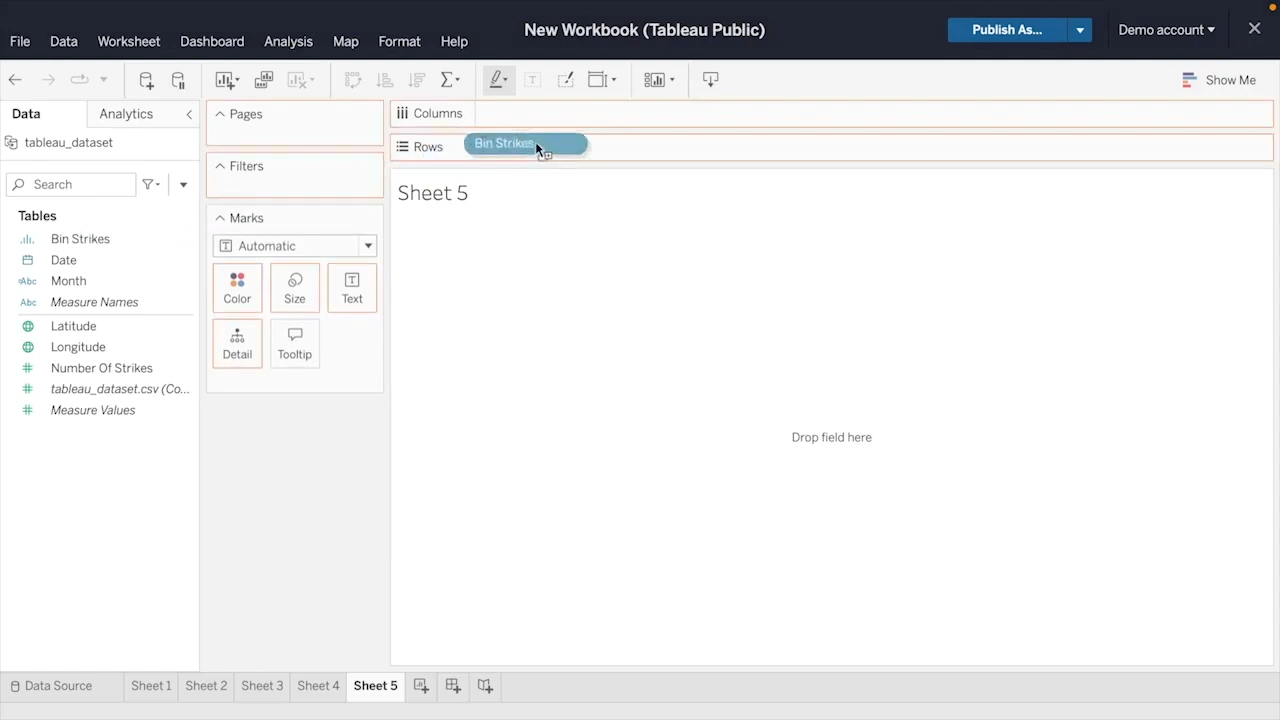 New Workbook (Tableau Public)
Publish As...
Demo account
File Data Worksheet Dashboard Analysis Map Format Help
Show Me
Data Analytics
tableau_dataset
Search
Tables
Bin Strikes
Date
Abc Month
Abc Measure Names
Latitude
Longitude
Number Of Strikes
tableau_dataset.csv (Co...
Measure Values
Pages
Filters
Marks
Automatic
Color Size Text
Detail Tooltip
Columns
Rows Bin Strikes
Sheet 5
Drop field here
Data Source Sheet 1 Sheet 2 Sheet 3 Sheet 4 Sheet 5